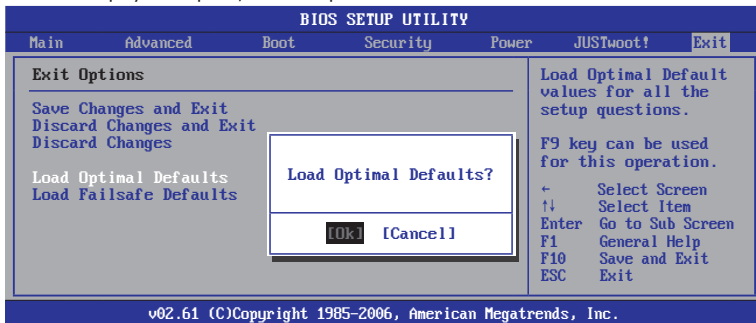 BIOS SETUP UTILITY
Main Advanced Boot Security Power JUSTwoot! Exit
Exit Options
Save Changes and Exit
Discard Changes and Exit
Discard Changes
Load Optimal Defaults
Load Failsafe Defaults
Load Optimal Defaults?
[Ok] [Cancel]
Load Optimal Default
values for all the
setup questions.
F9 key can be used
for this operation.
← Select Screen
↑↓ Select Item
Enter Go to Sub Screen
F1 General Help
F10 Save and Exit
ESC Exit
v02.61 (C)Copyright 1985-2006, American Megatrends, Inc.